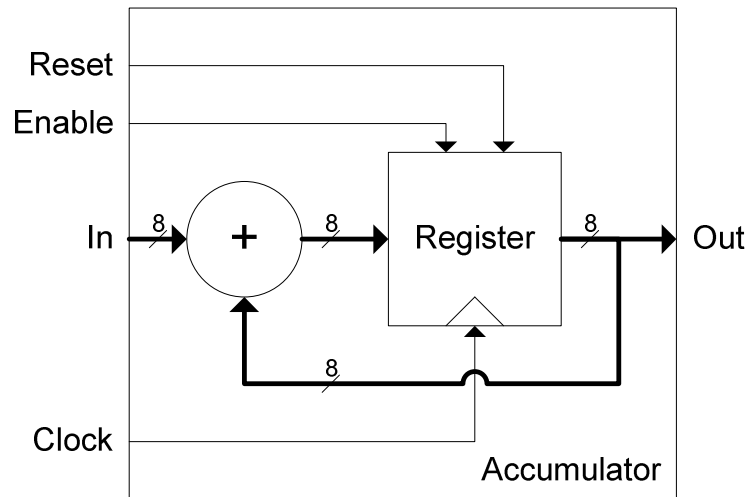 Reset
Enable
In
8
+
8
Register
8
Out
8
Clock
Accumulator